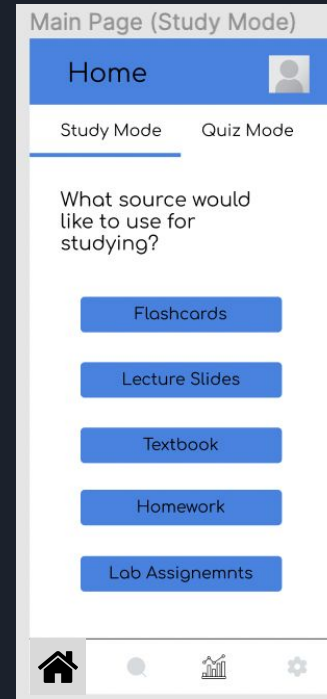 Main Page (Study Mode)
Home
Study Mode Quiz Mode
What source would
like to use for
studying?
Flashcards
Lecture Slides
Textbook
Homework
Lab Assignemnts